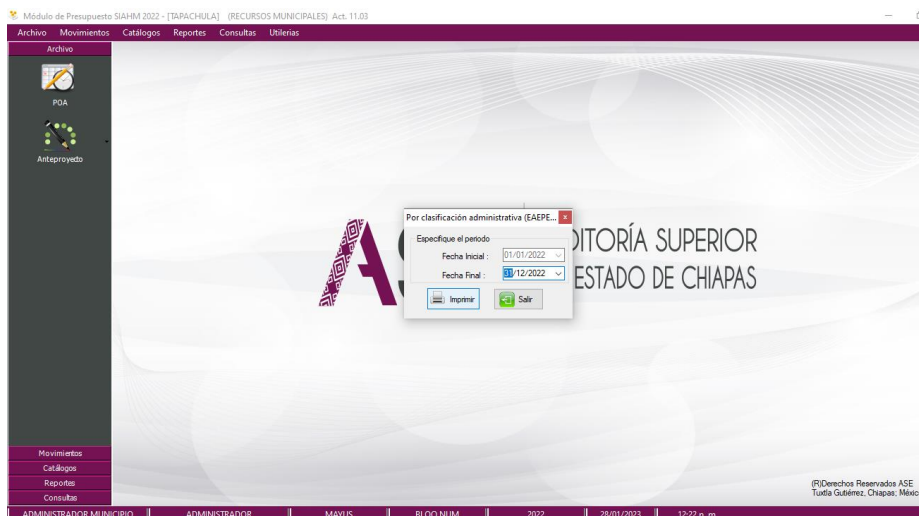 Módulo de Presupuesto SIAHM 2022 - [TAPACHULA] (RECURSOS MUNICIPALES) Act. 11.03
Archivo Movimientos Catálogos Reportes Consultas Utilerias
Archivo
POA
Anteproyecto
Por clasificación administrativa (EAEPE... x
Especifique el periodo
Fecha Inicial : 01/01/2022
Fecha Final : 31/12/2022
Imprimir Salir
AS
DITORÍA SUPERIOR
ESTADO DE CHIAPAS
Movimientos
Catálogos
Reportes
Consultas
(R)Derechos Reservados ASE
Tuxtla Gutiérrez, Chiapas; Méxic
ADMINISTRADOR MUNICIPIO ADMINISTRADOR MAYUS BLOQ NUM 2022 28/01/2023 12:22 p. m.